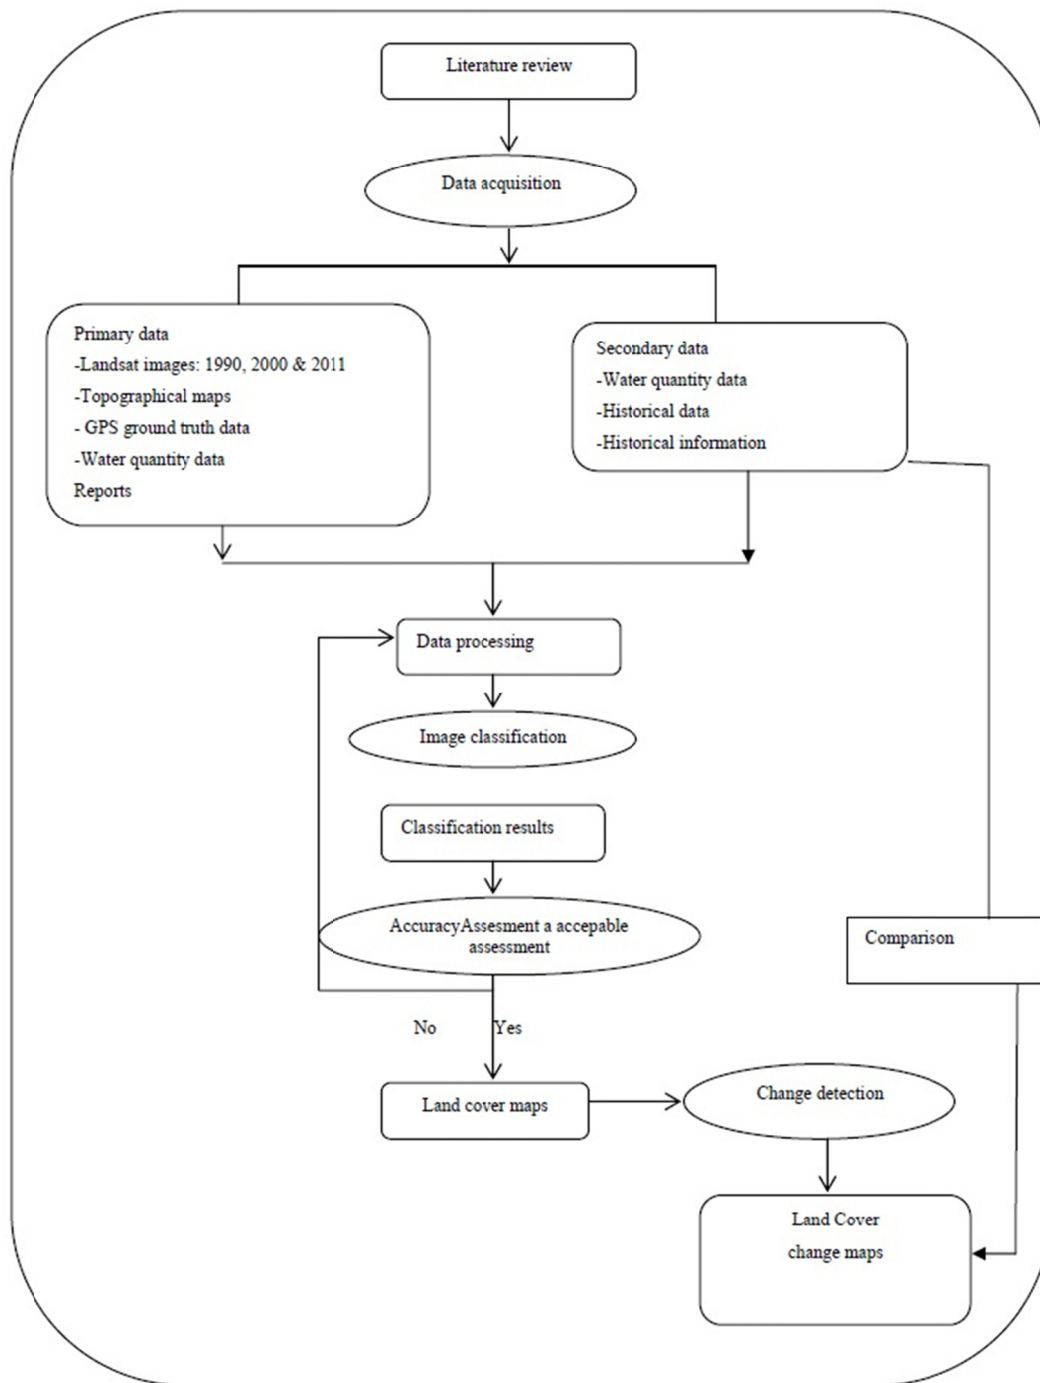 Literature review
Data acquisition
Primary data
-Landsat images: 1990, 2000 & 2011
-Topographical maps
- GPS ground truth data
-Water quantity data
Reports
Secondary data
-Water quantity data
-Historical data
-Historical information
Data processing
Image classification
Classification results
AccuracyAssesment a accepable
assessment
Comparison
No
Yes
Land cover maps
Change detection
Land Cover
change maps